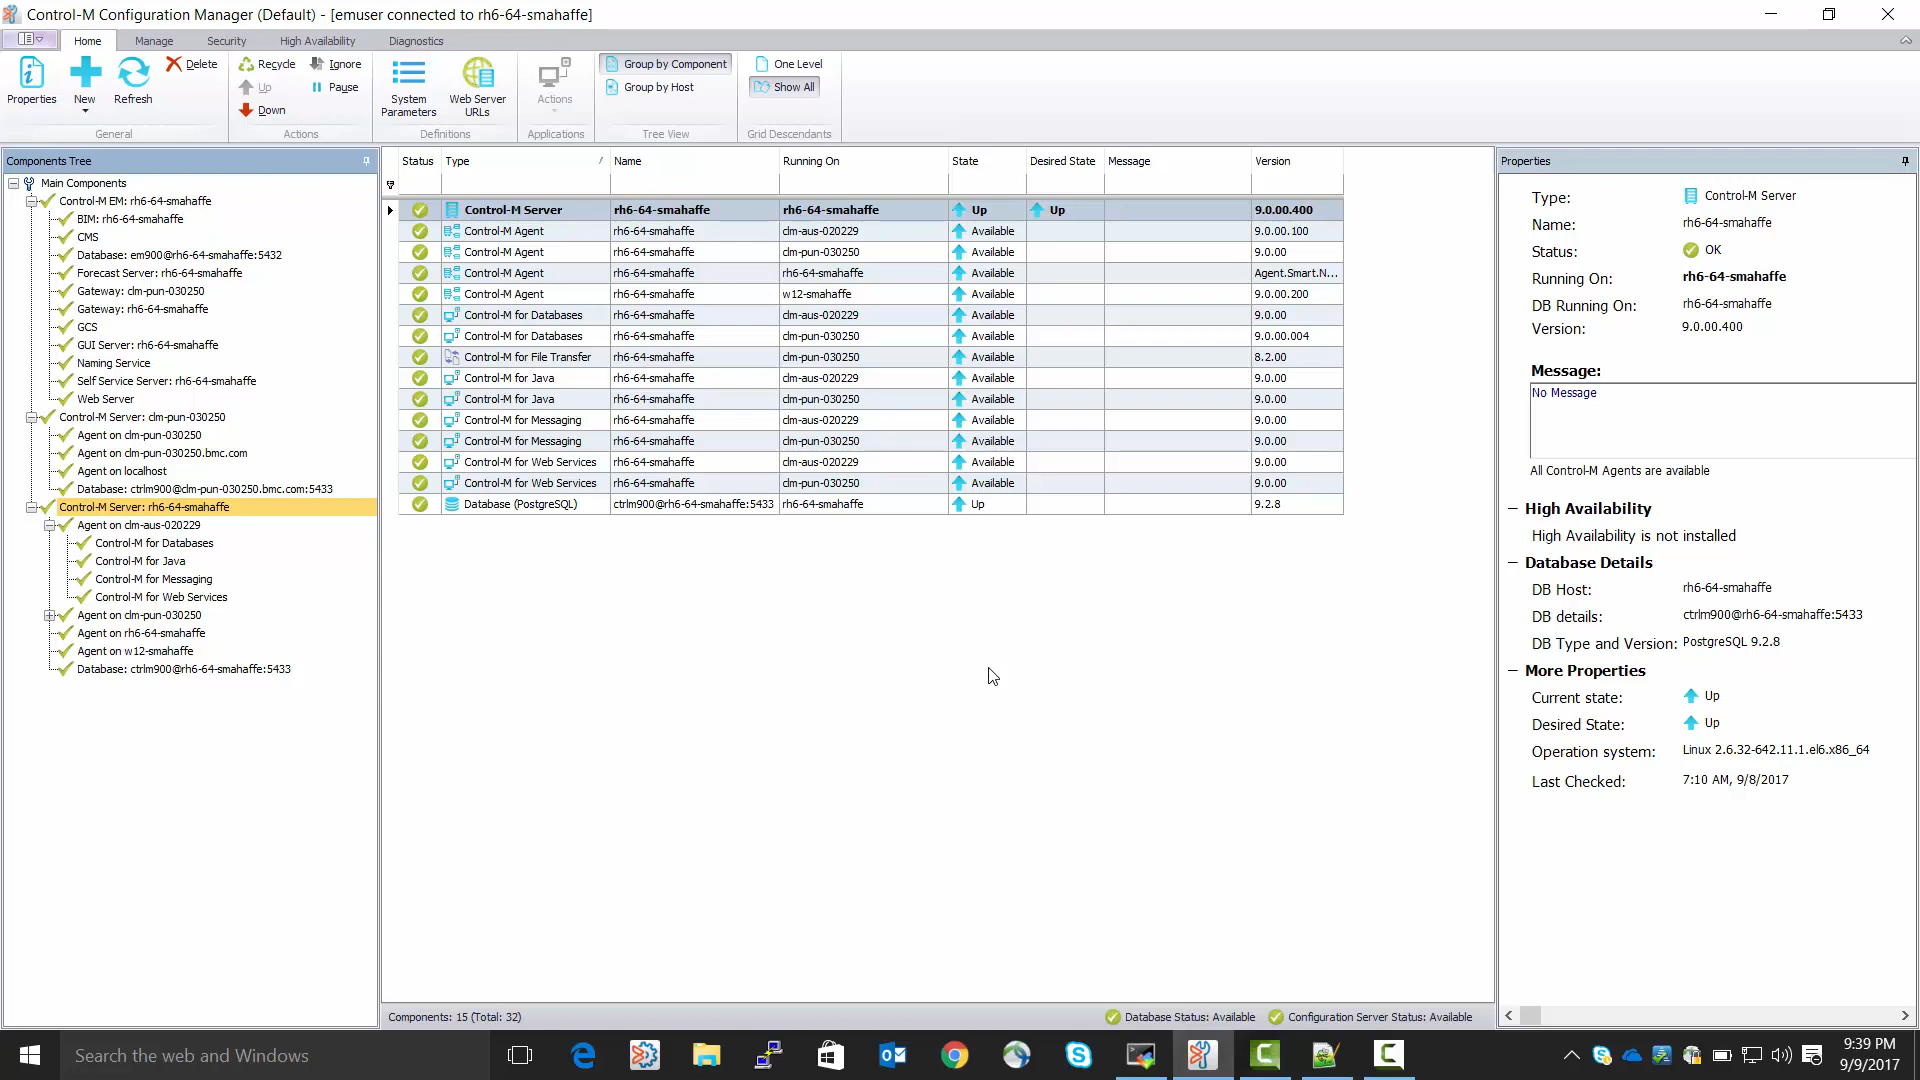 Control-M Configuration Manager (Default) - [emuser connected to rh6-64-smahaffe]
Home Manage Security High Availability Diagnostics
Properties New Refresh Delete
General
Recycle Ignore
Up Pause
Down
Actions
System Parameters Web Server URLs
Definitions
Actions
Applications
Group by Component
Group by Host
Tree View
One Level
Show All
Grid Descendants
Components Tree
Main Components
Control-M EM: rh6-64-smahaffe
BIM: rh6-64-smahaffe
CMS
Database: em900@rh6-64-smahaffe:5432
Forecast Server: rh6-64-smahaffe
Gateway: clm-pun-030250
Gateway: rh6-64-smahaffe
GCS
GUI Server: rh6-64-smahaffe
Naming Service
Self Service Server: rh6-64-smahaffe
Web Server
Control-M Server: clm-pun-030250
Agent on clm-pun-030250
Agent on clm-pun-030250.bmc.com
Agent on localhost
Database: ctrlm900@clm-pun-030250.bmc.com:5433
Control-M Server: rh6-64-smahaffe
Agent on clm-aus-020229
Control-M for Databases
Control-M for Java
Control-M for Messaging
Control-M for Web Services
Agent on clm-pun-030250
Agent on rh6-64-smahaffe
Agent on w12-smahaffe
Database: ctrlm900@rh6-64-smahaffe:5433
Status Type / Name Running On State Desired State Message Version
Control-M Server rh6-64-smahaffe rh6-64-smahaffe Up Up 9.0.00.400
Control-M Agent rh6-64-smahaffe clm-aus-020229 Available 9.0.00.100
Control-M Agent rh6-64-smahaffe clm-pun-030250 Available 9.0.00
Control-M Agent rh6-64-smahaffe rh6-64-smahaffe Available Agent.Smart.N...
Control-M Agent rh6-64-smahaffe w12-smahaffe Available 9.0.00.200
Control-M for Databases rh6-64-smahaffe clm-aus-020229 Available 9.0.00
Control-M for Databases rh6-64-smahaffe clm-pun-030250 Available 9.0.00.004
Control-M for File Transfer rh6-64-smahaffe clm-pun-030250 Available 8.2.00
Control-M for Java rh6-64-smahaffe clm-aus-020229 Available 9.0.00
Control-M for Java rh6-64-smahaffe clm-pun-030250 Available 9.0.00
Control-M for Messaging rh6-64-smahaffe clm-aus-020229 Available 9.0.00
Control-M for Messaging rh6-64-smahaffe clm-pun-030250 Available 9.0.00
Control-M for Web Services rh6-64-smahaffe clm-aus-020229 Available 9.0.00
Control-M for Web Services rh6-64-smahaffe clm-pun-030250 Available 9.0.00
Database (PostgreSQL) ctrlm900@rh6-64-smahaffe:5433 rh6-64-smahaffe Up 9.2.8
Components: 15 (Total: 32) Database Status: Available Configuration Server Status: Available
Properties
Type: Control-M Server
Name: rh6-64-smahaffe
Status: OK
Running On: rh6-64-smahaffe
DB Running On: rh6-64-smahaffe
Version: 9.0.00.400
Message:
No Message
All Control-M Agents are available
High Availability
High Availability is not installed
Database Details
DB Host: rh6-64-smahaffe
DB details: ctrlm900@rh6-64-smahaffe:5433
DB Type and Version: PostgreSQL 9.2.8
More Properties
Current state: Up
Desired State: Up
Operation system: Linux 2.6.32-642.11.1.el6.x86_64
Last Checked: 7:10 AM, 9/8/2017
Search the web and Windows
9:39 PM
9/9/2017